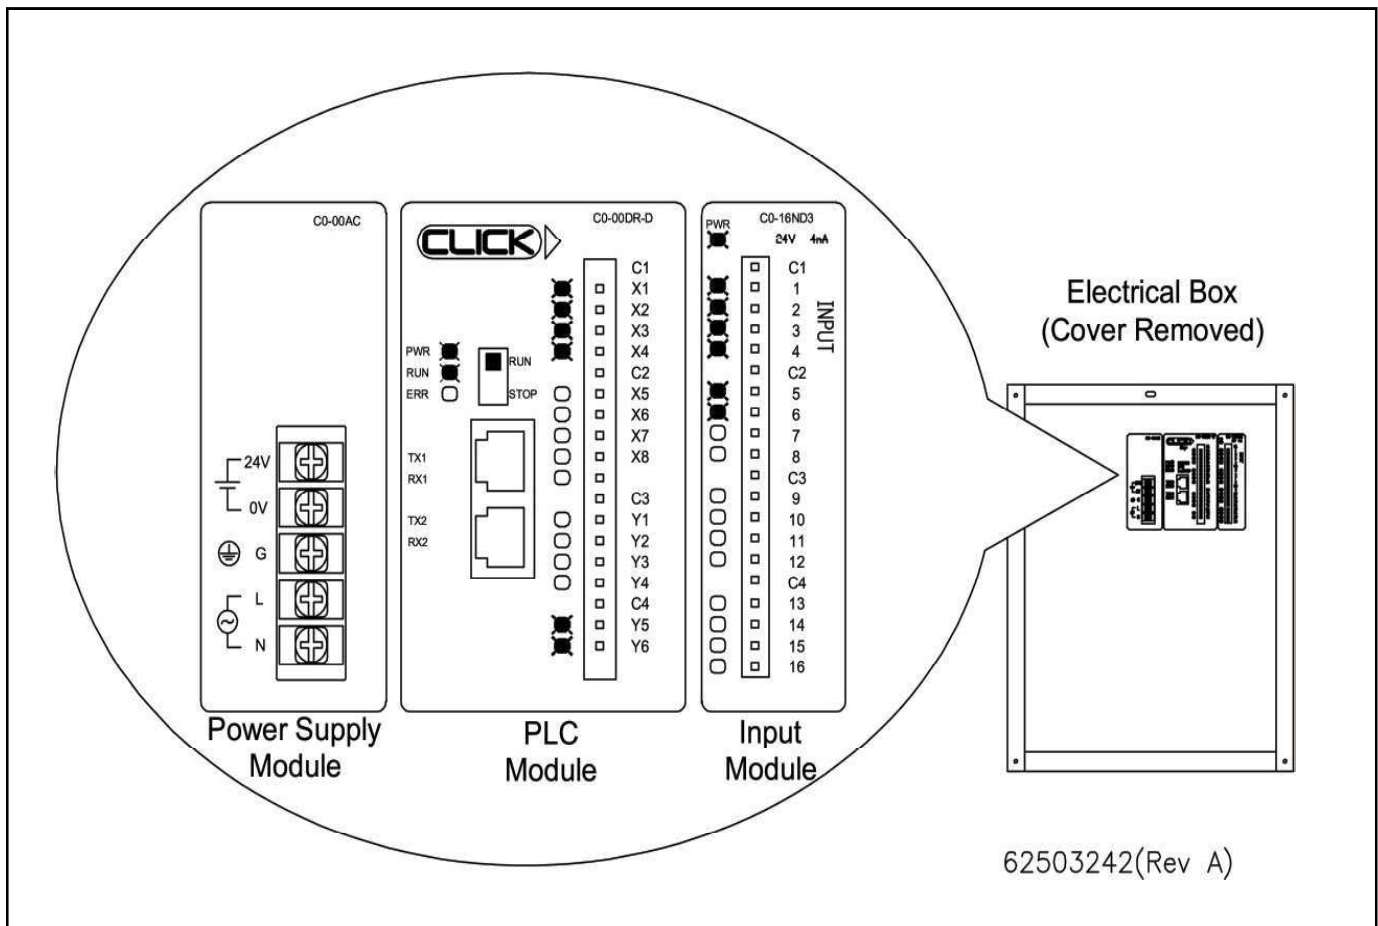 C0-00AC
24V
0V
G
L
N
Power Supply
Module
CLICK
C0-00DR-D
PWR
RUN
ERR
RUN
STOP
TX1
RX1
TX2
RX2
C1
X1
X2
X3
X4
C2
X5
X6
X7
X8
C3
Y1
Y2
Y3
Y4
C4
Y5
Y6
PLC
Module
PWR
C0-16ND3
24V 4mA
INPUT
C1
1
2
3
4
C2
5
6
7
8
C3
9
10
11
12
C4
13
14
15
16
Input
Module
Electrical Box
(Cover Removed)
62503242(Rev A)